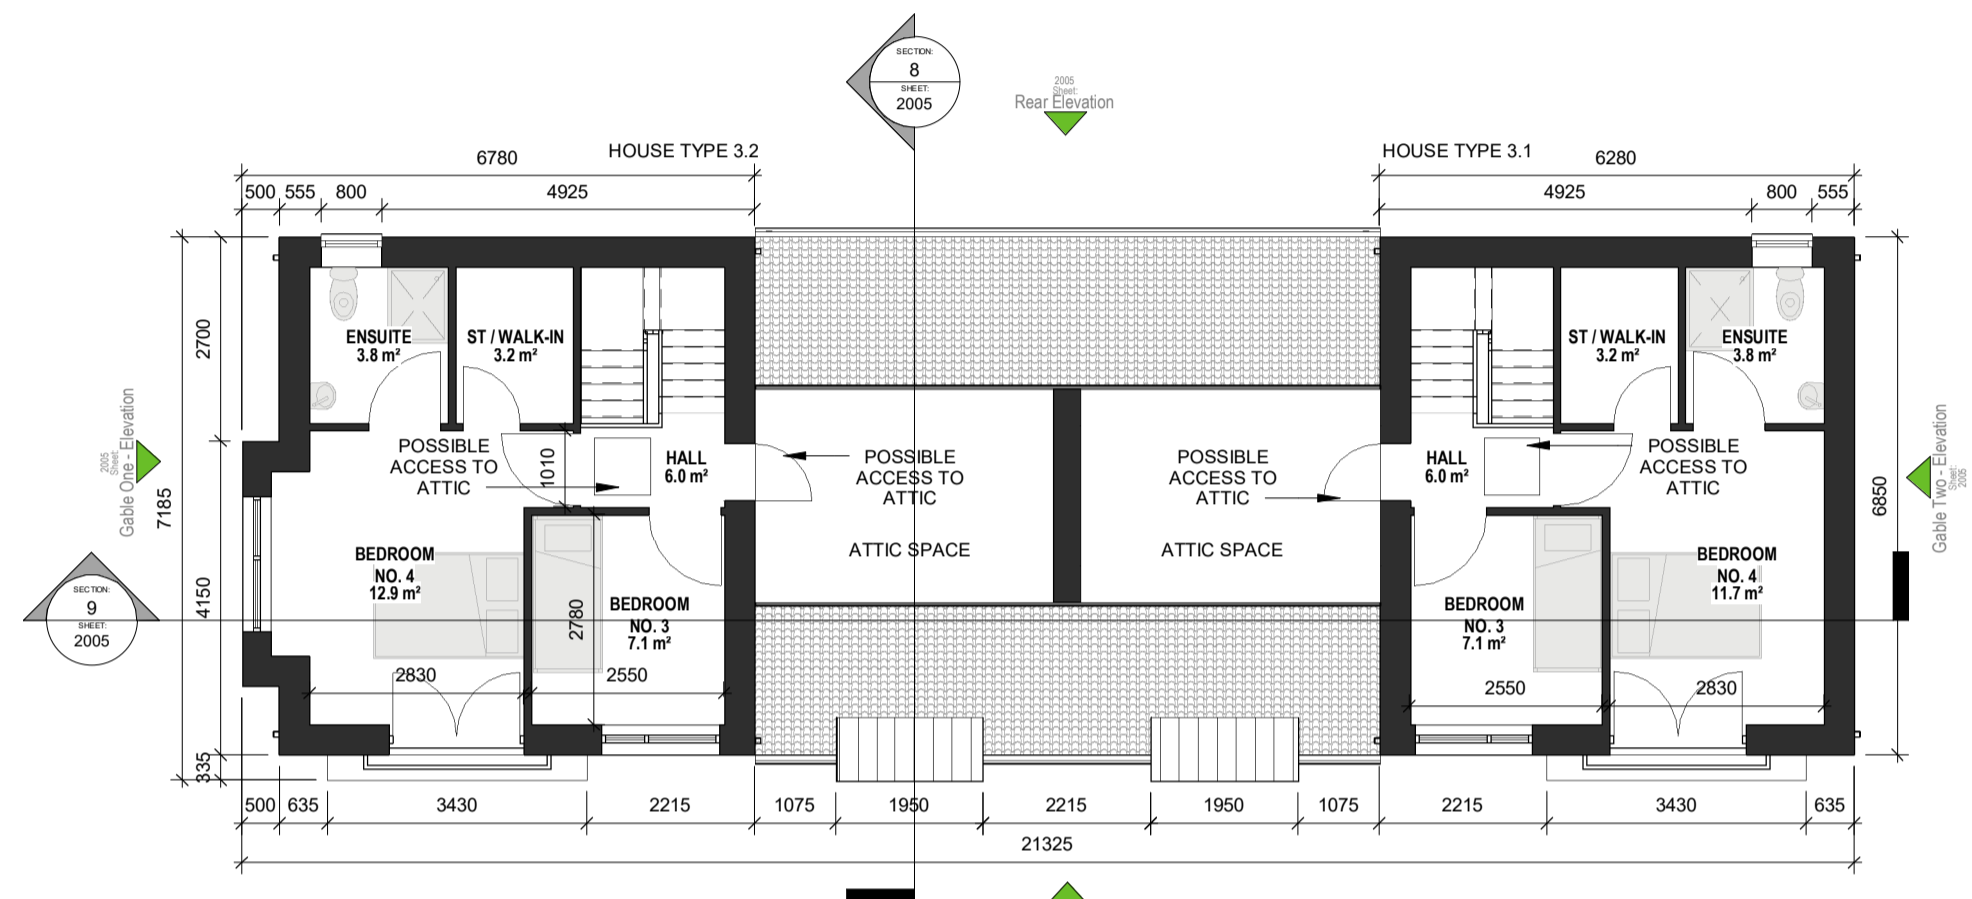 SECTION:
8
SHEET:
2005
2005
Sheet:
Rear Elevation
HOUSE TYPE 3.2
HOUSE TYPE 3.1
6780
6280
500 555 800 4925
4925 800 555
2700
7185
4150
335
6850
2005
Sheet:
Gable One - Elevation
Gable Two - Elevation
Sheet:
2005
SECTION:
9
SHEET:
2005
ENSUITE
3.8 m²
ST / WALK-IN
3.2 m²
POSSIBLE
ACCESS TO
ATTIC
1010
HALL
6.0 m²
BEDROOM
NO. 4
12.9 m²
2780
BEDROOM
NO. 3
7.1 m²
2830
2550
POSSIBLE
ACCESS TO
ATTIC
ATTIC SPACE
POSSIBLE
ACCESS TO
ATTIC
ATTIC SPACE
HALL
6.0 m²
ST / WALK-IN
3.2 m²
ENSUITE
3.8 m²
POSSIBLE
ACCESS TO
ATTIC
BEDROOM
NO. 3
7.1 m²
BEDROOM
NO. 4
11.7 m²
2550
2830
500 635 3430 2215 1075 1950 2215 1950 1075 2215 3430 635
21325